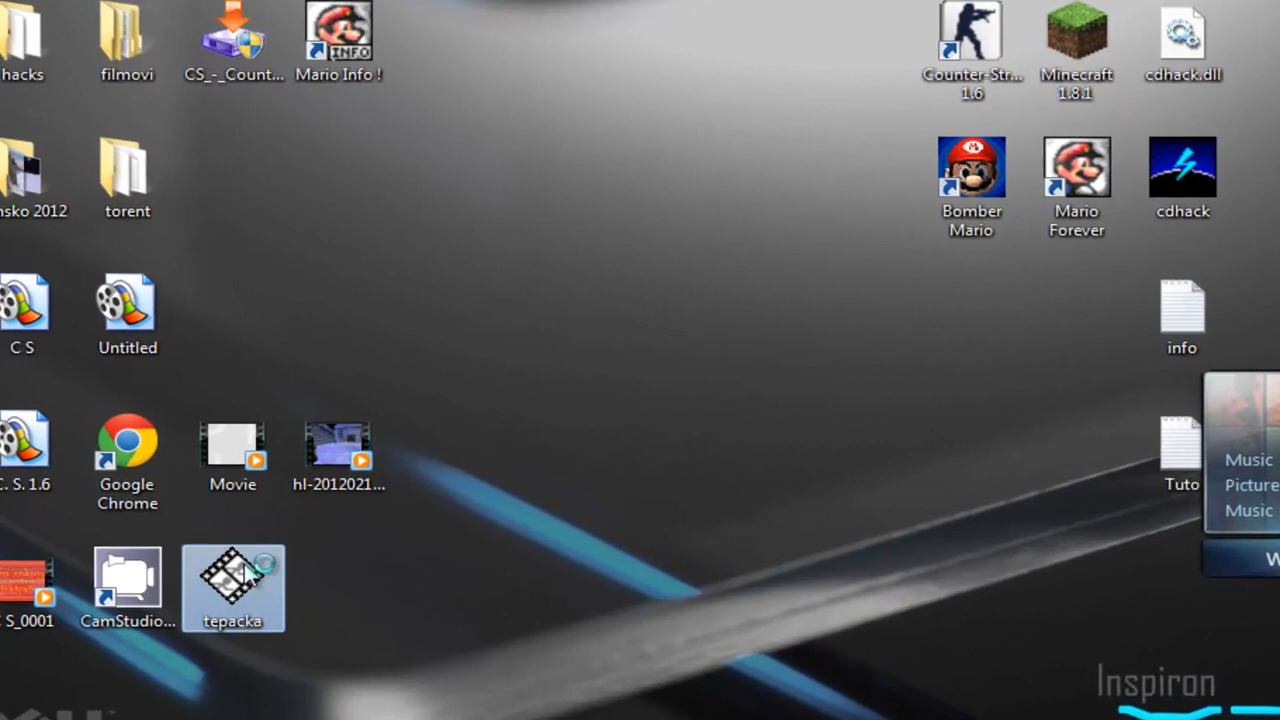 hacks
filmovi
CS_-_Count...
Mario Info !
INFO
Counter-Str...
1.6
Minecraft
1.8.1
cdhack.dll
nsko 2012
torent
Bomber
Mario
Mario
Forever
cdhack
C S
Untitled
info
C. S. 1.6
Google
Chrome
Movie
hl-2012021...
Tuto
Music
Picture
Music
S_0001
CamStudio...
tepacka
W
Inspiron